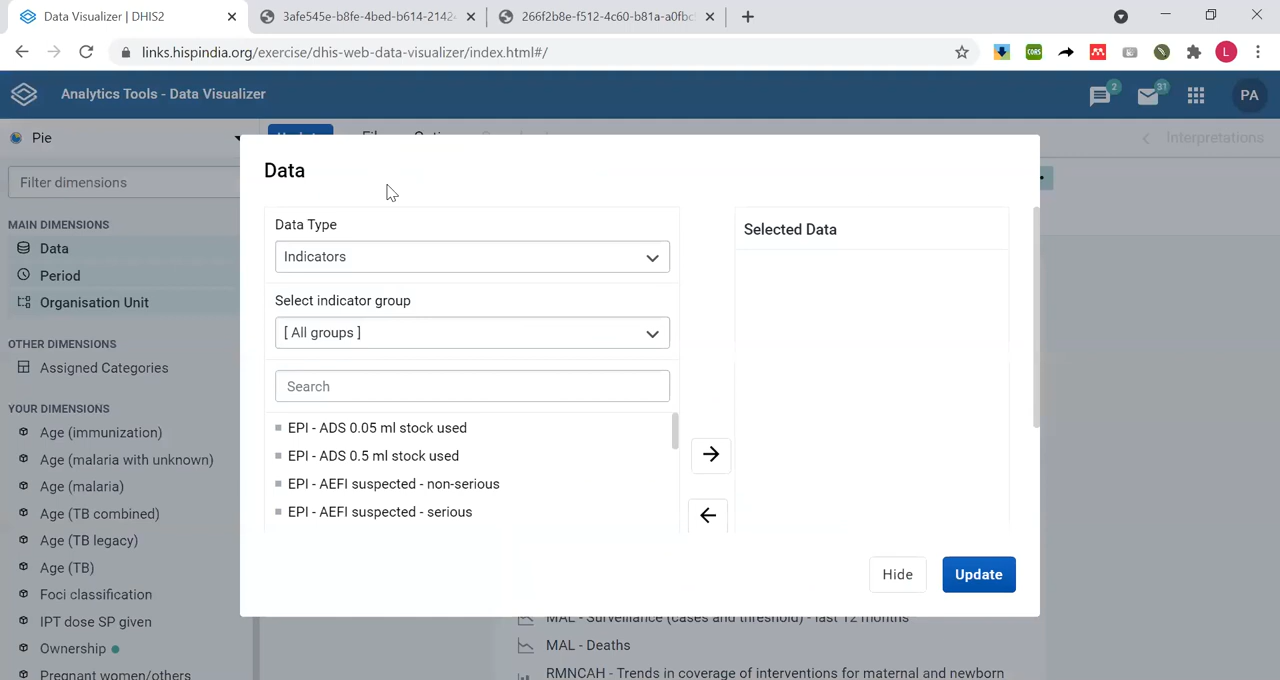 Data Visualizer | DHIS2
3afe545e-b8fe-4bed-b614-21424
266f2b8e-f512-4c60-b81a-a0fbc
links.hispindia.org/exercise/dhis-web-data-visualizer/index.html#/
CORS
L
Analytics Tools - Data Visualizer
2
31
PA
Pie
Interpretations
Filter dimensions
MAIN DIMENSIONS
Data
Period
Organisation Unit
OTHER DIMENSIONS
Assigned Categories
YOUR DIMENSIONS
Age (immunization)
Age (malaria with unknown)
Age (malaria)
Age (TB combined)
Age (TB legacy)
Age (TB)
Foci classification
IPT dose SP given
Ownership
Pregnant women/others
Data
Data Type
Indicators
Select indicator group
[ All groups ]
Search
EPI - ADS 0.05 ml stock used
EPI - ADS 0.5 ml stock used
EPI - AEFI suspected - non-serious
EPI - AEFI suspected - serious
Selected Data
Hide
Update
MAL - Surveillance (cases and threshold) - last 12 months
MAL - Deaths
RMNCAH - Trends in coverage of interventions for maternal and newborn